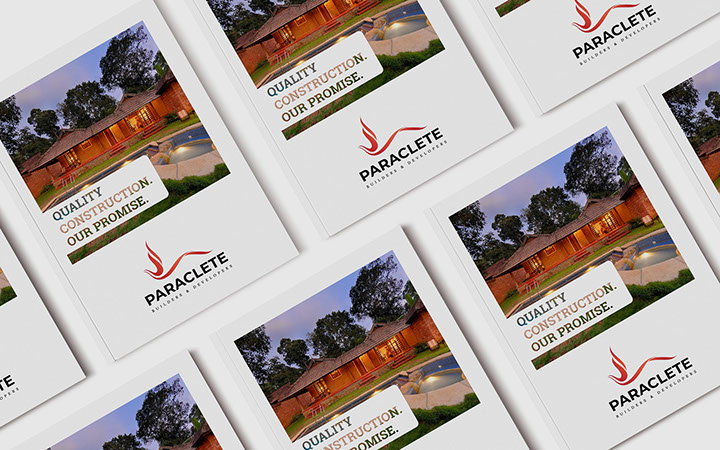 PARACLETE
BUILDERS & DEVELOPERS
QUALITY
CONSTRUCTION.
OUR PROMISE.
PARACLETE
BUILDERS & DEVELOPERS
QUALITY
CONSTRUCTION.
OUR PROMISE.
PARACLETE
BUILDERS & DEVELOPERS
QUALITY
CONSTRUCTION.
OUR PROMISE.
PARACLETE
BUILDERS & DEVELOPERS
QUALITY
CONSTRUCTION.
OUR PROMISE.